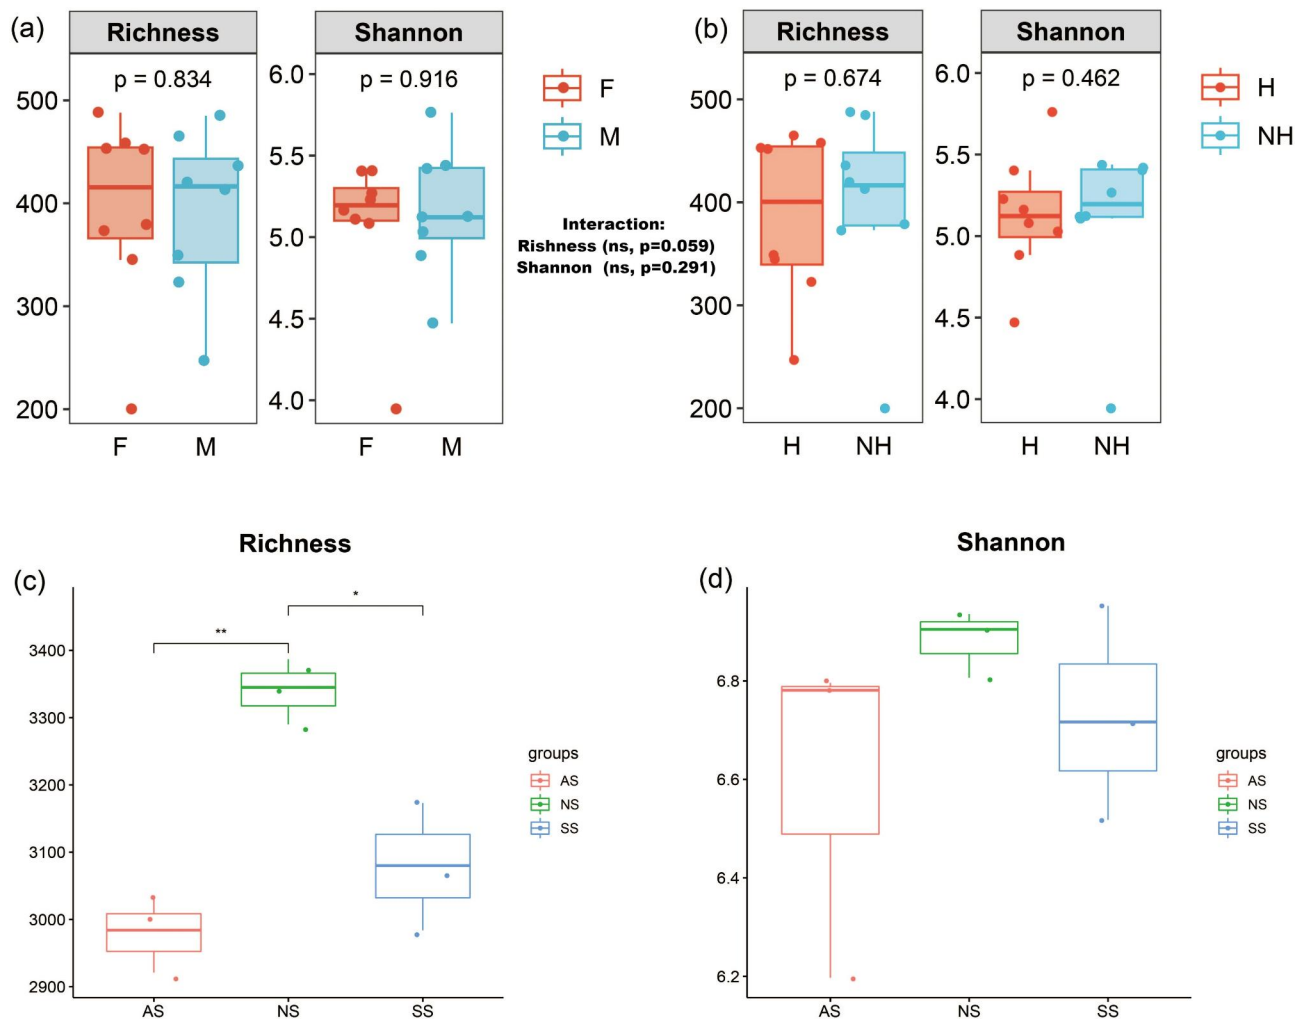 (a)
Richness
Shannon
p = 0.834
p = 0.916
500
400
300
200
6.0
5.5
5.0
4.5
4.0
F
M
F
M
F
M
Interaction:
Rishness (ns, p=0.059)
Shannon (ns, p=0.291)
(b)
Richness
Shannon
p = 0.674
p = 0.462
500
400
300
200
6.0
5.5
5.0
4.5
4.0
H
NH
H
NH
H
NH
Richness
(c)
**
*
3400
3300
3200
3100
3000
2900
AS
NS
SS
groups
AS
NS
SS
Shannon
(d)
6.8
6.6
6.4
6.2
AS
NS
SS
groups
AS
NS
SS